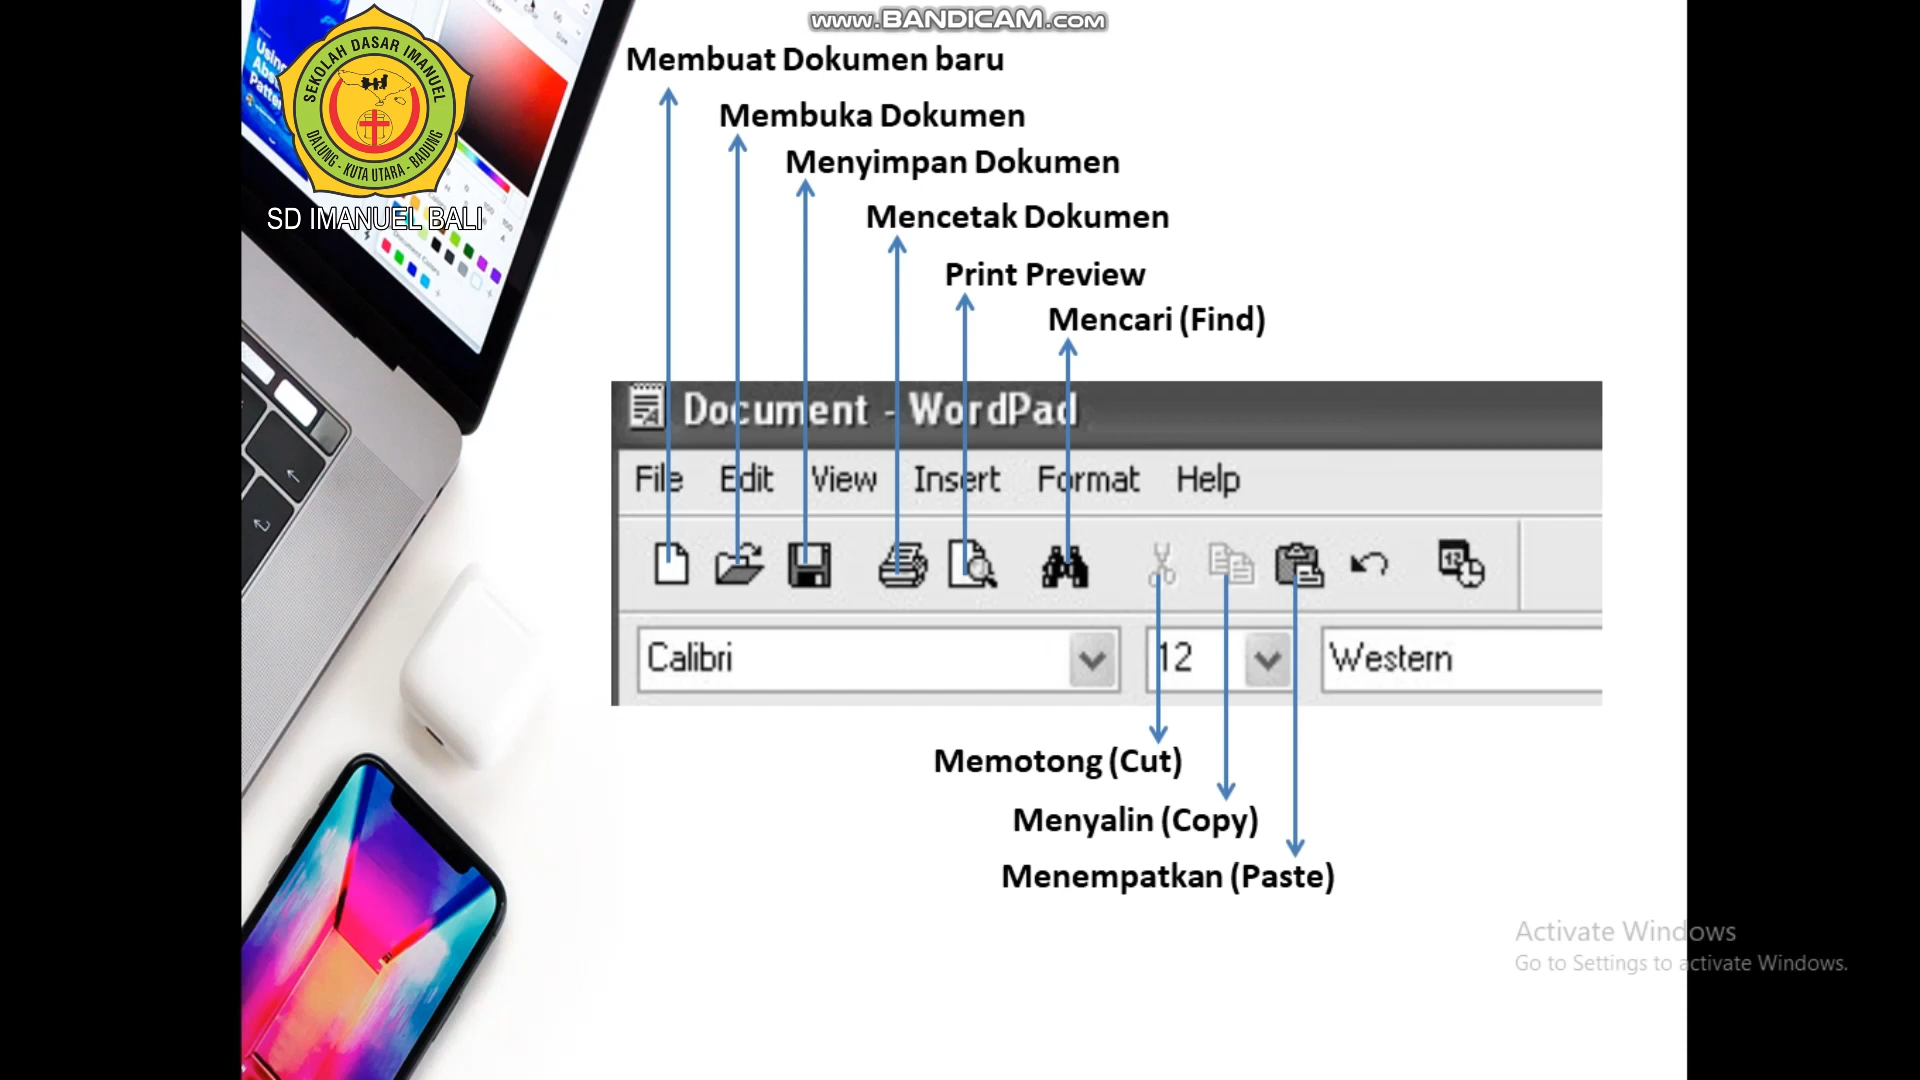 www.BANDICAM.com
Membuat Dokumen baru
Membuka Dokumen
Menyimpan Dokumen
Mencetak Dokumen
Print Preview
Mencari (Find)
SEKOLAH DASAR IMANUEL
DALUNG - KUTA UTARA - BADUNG
SD IMANUEL BALI
Document - WordPad
File Edit View Insert Format Help
Calibri 12 Western
Memotong (Cut)
Menyalin (Copy)
Menempatkan (Paste)
Activate Windows
Go to Settings to activate Windows.